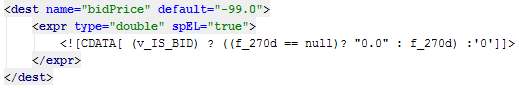 <dest name="bidPrice" default="-99.0">
<expr type="double" spEL="true">
<![CDATA[ (v_IS_BID) ? ((f_270d == null)? "0.0" : f_270d) :'0']]>
</expr>
</dest>